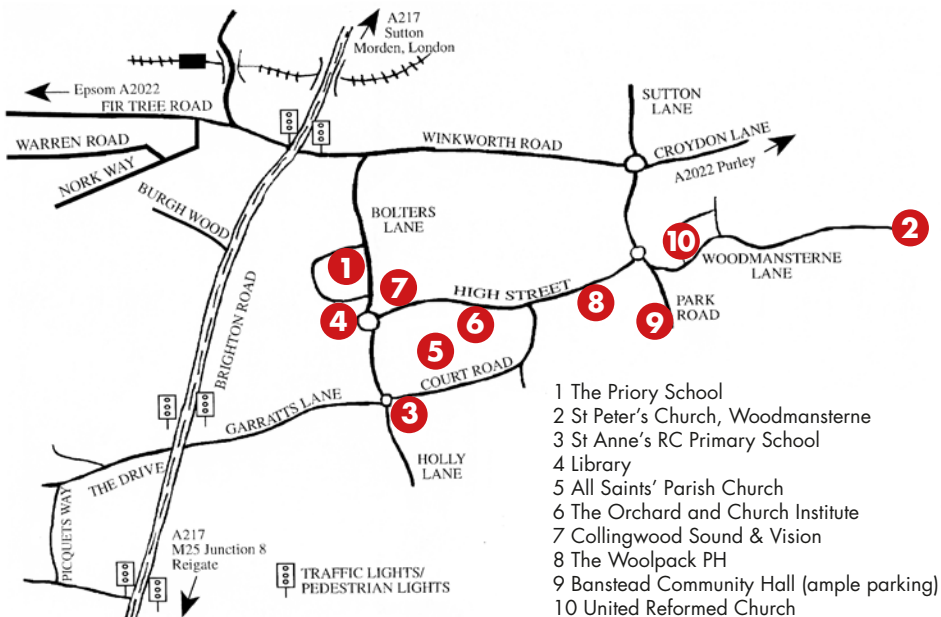 A217
Sutton
Morden, London
Epsom A2022
FIR TREE ROAD
WARREN ROAD
NORK WAY
BURGH WOOD
BRIGHTON ROAD
WINKWORTH ROAD
SUTTON
LANE
CROYDON LANE
A2022 Purley
BOLTERS
LANE
1
7
4
HIGH STREET
6
5
8
10
2
WOODMANSTERNE
LANE
9
PARK
ROAD
COURT ROAD
3
GARRATTS LANE
HOLLY
LANE
THE DRIVE
PICQUETS WAY
A217
M25 Junction 8
Reigate
TRAFFIC LIGHTS/
PEDESTRIAN LIGHTS
1 The Priory School
2 St Peter's Church, Woodmansterne
3 St Anne's RC Primary School
4 Library
5 All Saints' Parish Church
6 The Orchard and Church Institute
7 Collingwood Sound & Vision
8 The Woolpack PH
9 Banstead Community Hall (ample parking)
10 United Reformed Church